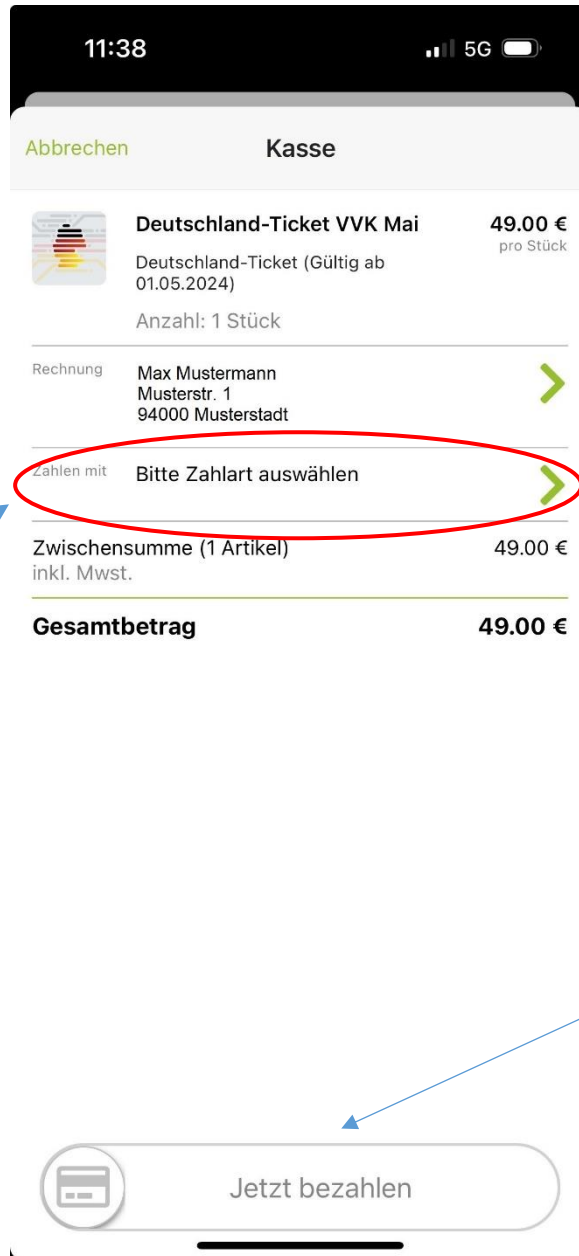 11:38
5G
Abbrechen
Kasse
Deutschland-Ticket VVK Mai
49.00 €
pro Stück
Deutschland-Ticket (Gültig ab
01.05.2024)
Anzahl: 1 Stück
Rechnung
Max Mustermann
Musterstr. 1
94000 Musterstadt
Zahlen mit
Bitte Zahlart auswählen
Zwischensumme (1 Artikel)
49.00 €
inkl. Mwst.
Gesamtbetrag
49.00 €
Jetzt bezahlen